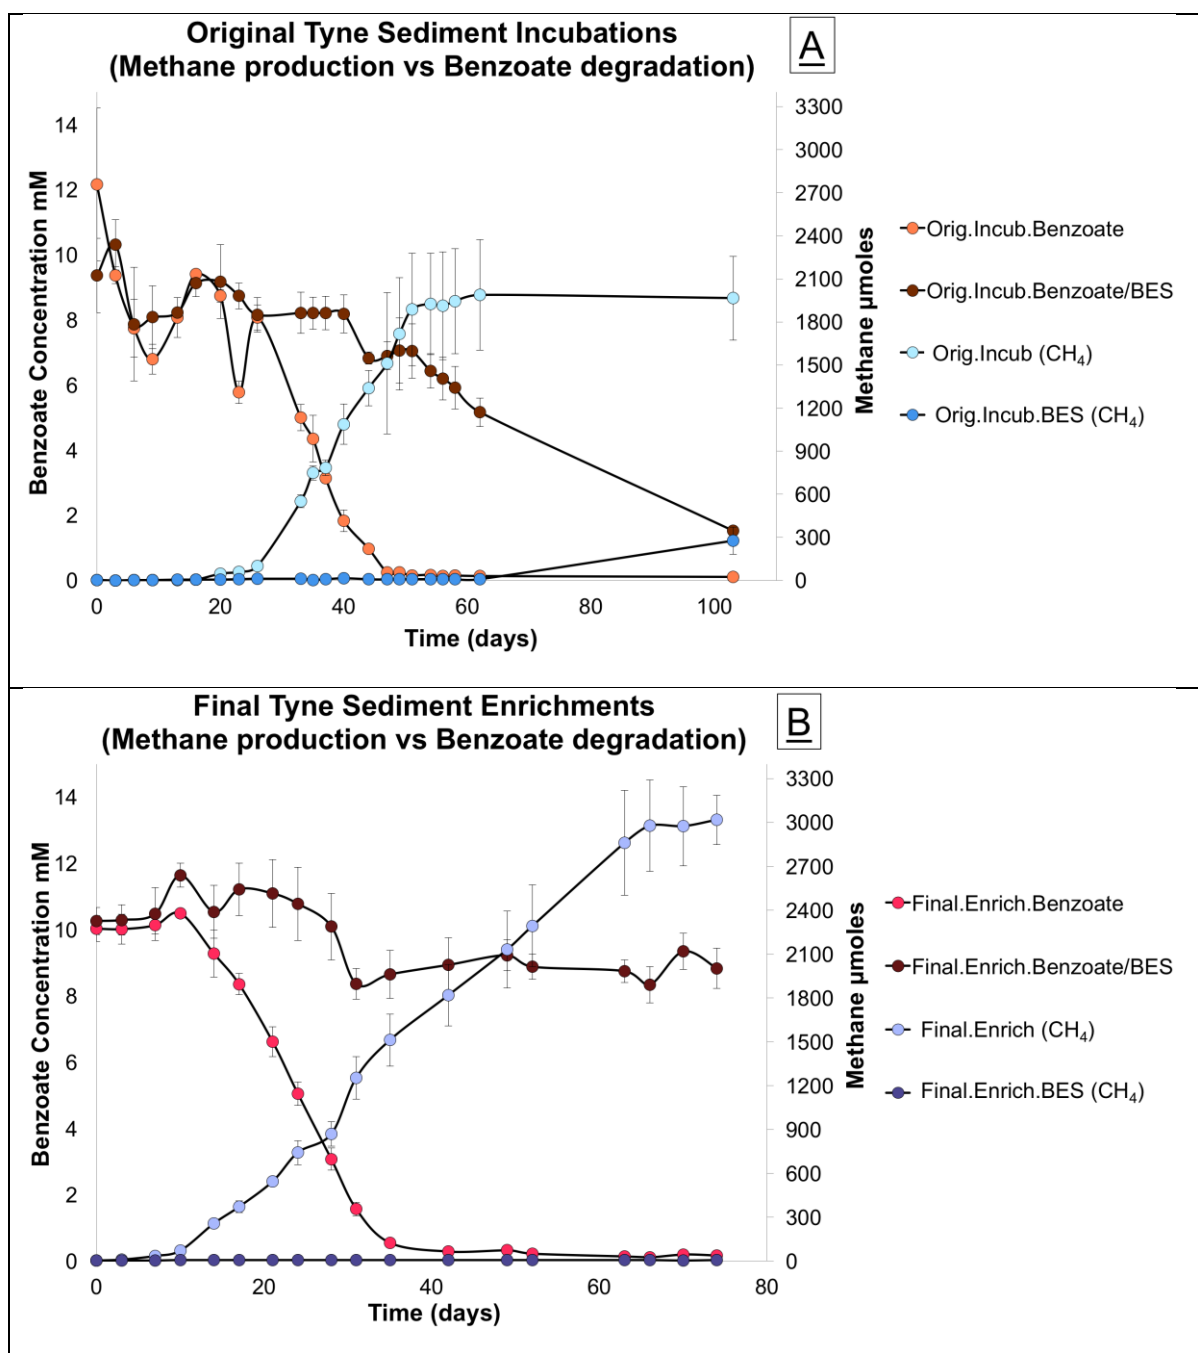 Original Tyne Sediment Incubations
(Methane production vs Benzoate degradation)
A
Benzoate Concentration mM
14
12
10
8
6
4
2
0
0 20 40 60 80 100
Time (days)
3300
3000
2700
2400
2100
1800
1500
1200
900
600
300
0
Methane µmoles
Orig.Incub.Benzoate
Orig.Incub.Benzoate/BES
Orig.Incub (CH₄)
Orig.Incub.BES (CH₄)
Final Tyne Sediment Enrichments
(Methane production vs Benzoate degradation)
B
Benzoate Concentration mM
14
12
10
8
6
4
2
0
0 20 40 60 80
Time (days)
3300
3000
2700
2400
2100
1800
1500
1200
900
600
300
0
Methane µmoles
Final.Enrich.Benzoate
Final.Enrich.Benzoate/BES
Final.Enrich (CH₄)
Final.Enrich.BES (CH₄)